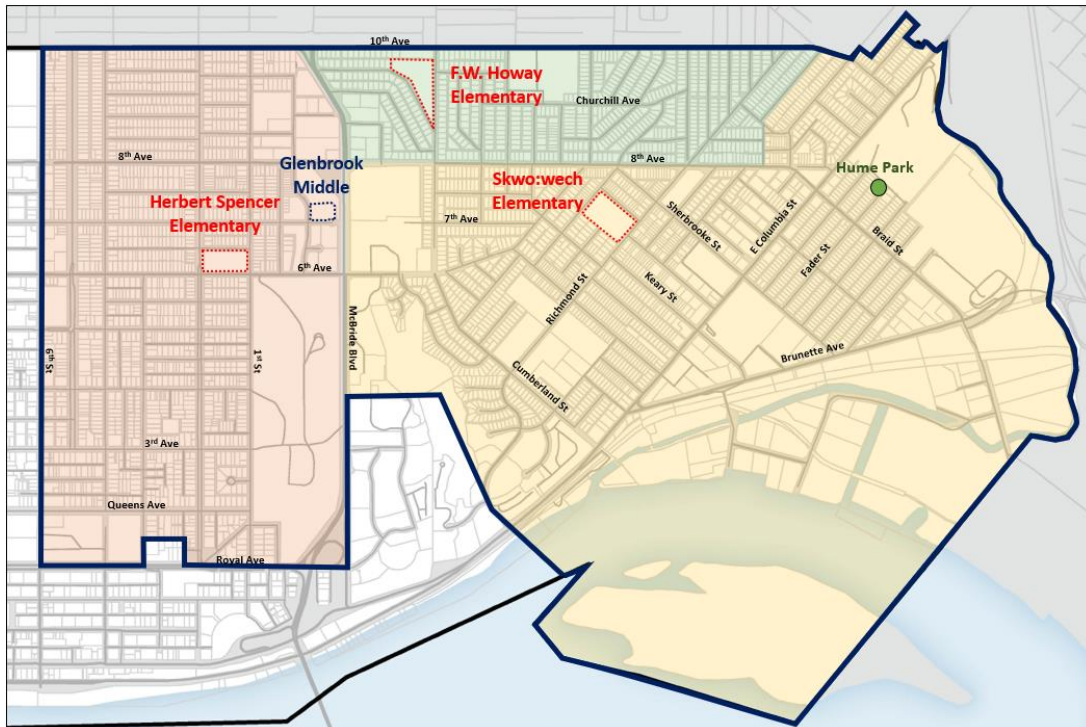 10th Ave
F.W. Howay
Elementary
Churchill Ave
8th Ave
8th Ave
Glenbrook
Middle
Skwo:wech
Elementary
Hume Park
Herbert Spencer
Elementary
7th Ave
Sherbrooke St
E Columbia St
Braid St
Fader St
6th Ave
Keary St
Richmond St
6th St
1st St
McBride Blvd
Brunette Ave
Cumberland St
3rd Ave
Queens Ave
Royal Ave